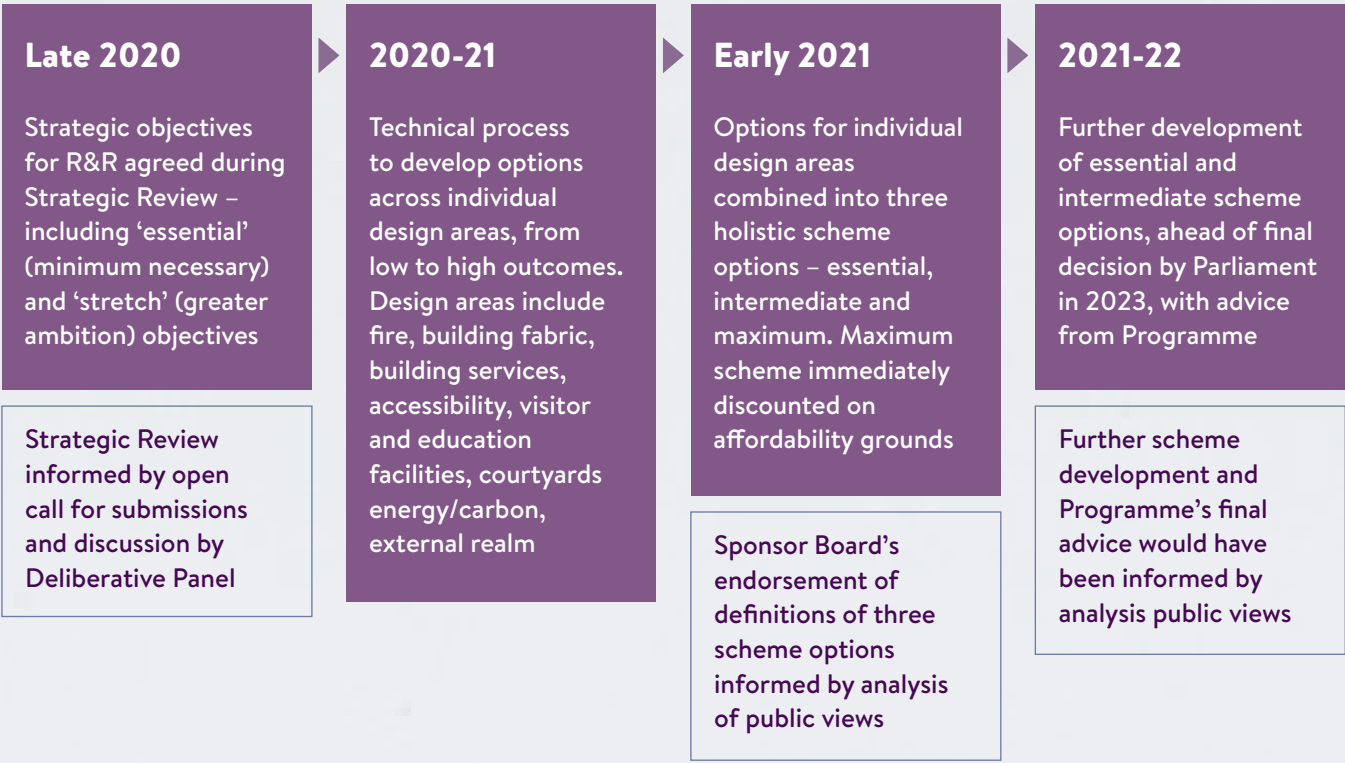 Late 2020
Strategic objectives
for R&R agreed during
Strategic Review –
including ‘essential’
(minimum necessary)
and ‘stretch’ (greater
ambition) objectives
Strategic Review
informed by open
call for submissions
and discussion by
Deliberative Panel
2020-21
Technical process
to develop options
across individual
design areas, from
low to high outcomes.
Design areas include
fire, building fabric,
building services,
accessibility, visitor
and education
facilities, courtyards
energy/carbon,
external realm
Early 2021
Options for individual
design areas
combined into three
holistic scheme
options – essential,
intermediate and
maximum. Maximum
scheme immediately
discounted on
affordability grounds
Sponsor Board’s
endorsement of
definitions of three
scheme options
informed by analysis
of public views
2021-22
Further development
of essential and
intermediate scheme
options, ahead of final
decision by Parliament
in 2023, with advice
from Programme
Further scheme
development and
Programme’s final
advice would have
been informed by
analysis public views